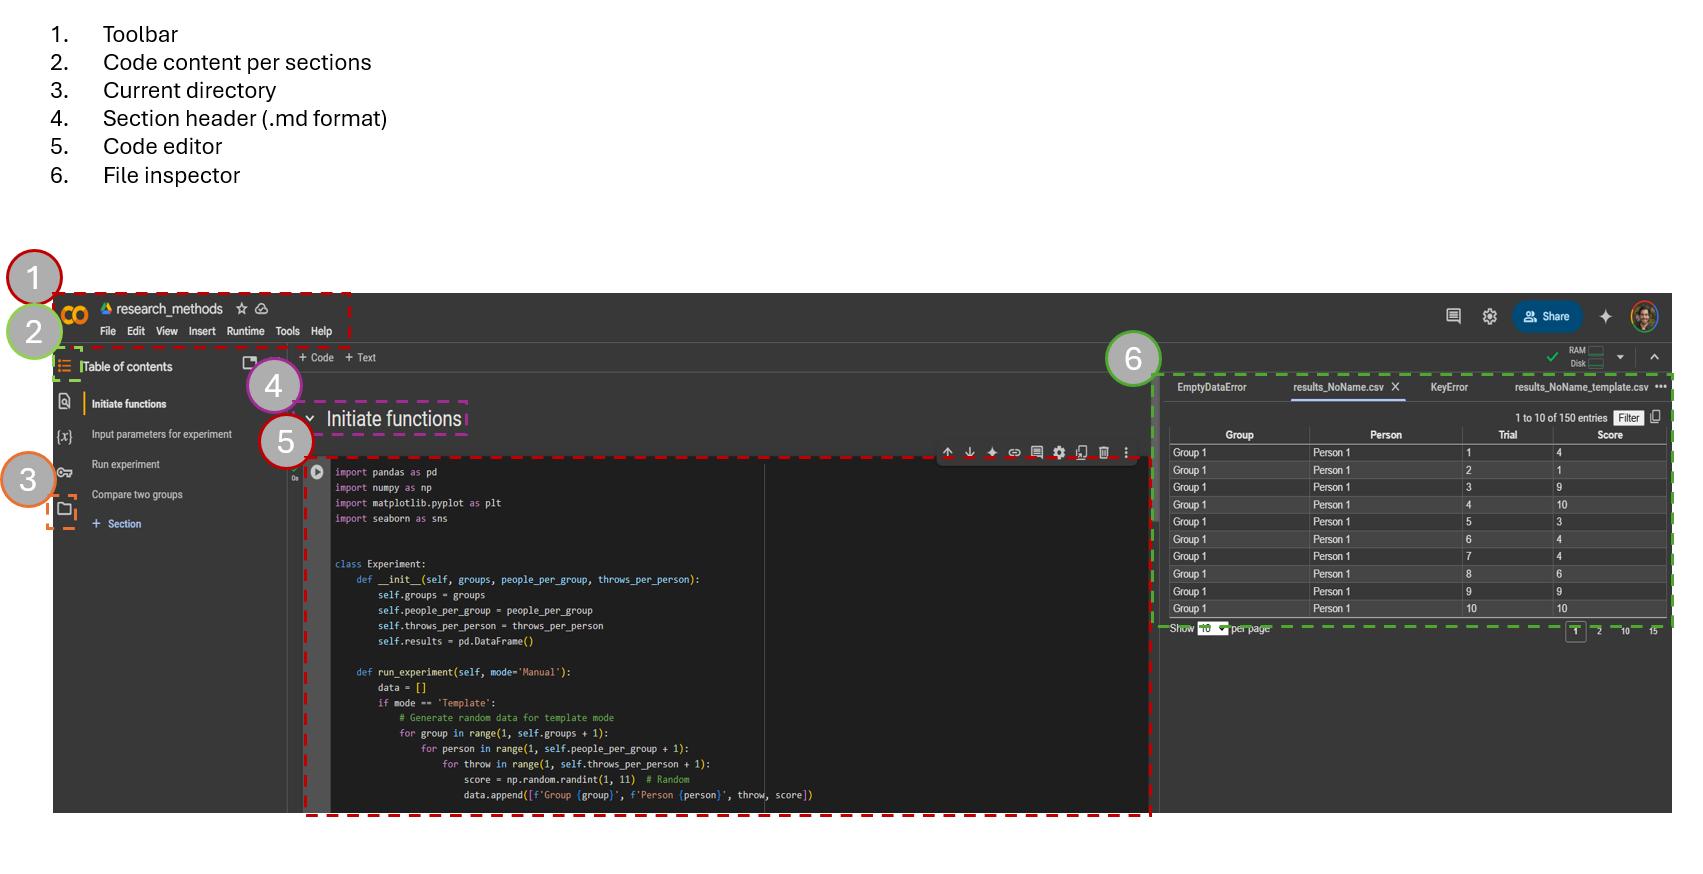 1. Toolbar
2. Code content per sections
3. Current directory
4. Section header (.md format)
5. Code editor
6. File inspector
1
2
3
4
5
6
research_methods
File Edit View Insert Runtime Tools Help
Share
+ Code + Text
RAM
Disk
Table of contents
Initiate functions
Input parameters for experiment
Run experiment
Compare two groups
+ Section
{x}
Initiate functions
0s
import pandas as pd
import numpy as np
import matplotlib.pyplot as plt
import seaborn as sns
class Experiment:
def __init__(self, groups, people_per_group, throws_per_person):
self.groups = groups
self.people_per_group = people_per_group
self.throws_per_person = throws_per_person
self.results = pd.DataFrame()
def run_experiment(self, mode='Manual'):
data = []
if mode == 'Template':
# Generate random data for template mode
for group in range(1, self.groups + 1):
for person in range(1, self.people_per_group + 1):
for throw in range(1, self.throws_per_person + 1):
score = np.random.randint(1, 11) # Random
data.append([f'Group {group}', f'Person {person}', throw, score])
EmptyDataError results_NoName.csv X KeyError results_NoName_template.csv •••
1 to 10 of 150 entries Filter
Group Person Trial Score
Group 1 Person 1 1 4
Group 1 Person 1 2 1
Group 1 Person 1 3 9
Group 1 Person 1 4 10
Group 1 Person 1 5 3
Group 1 Person 1 6 4
Group 1 Person 1 7 4
Group 1 Person 1 8 6
Group 1 Person 1 9 9
Group 1 Person 1 10 10
Show 10 per page
1 2 10 15